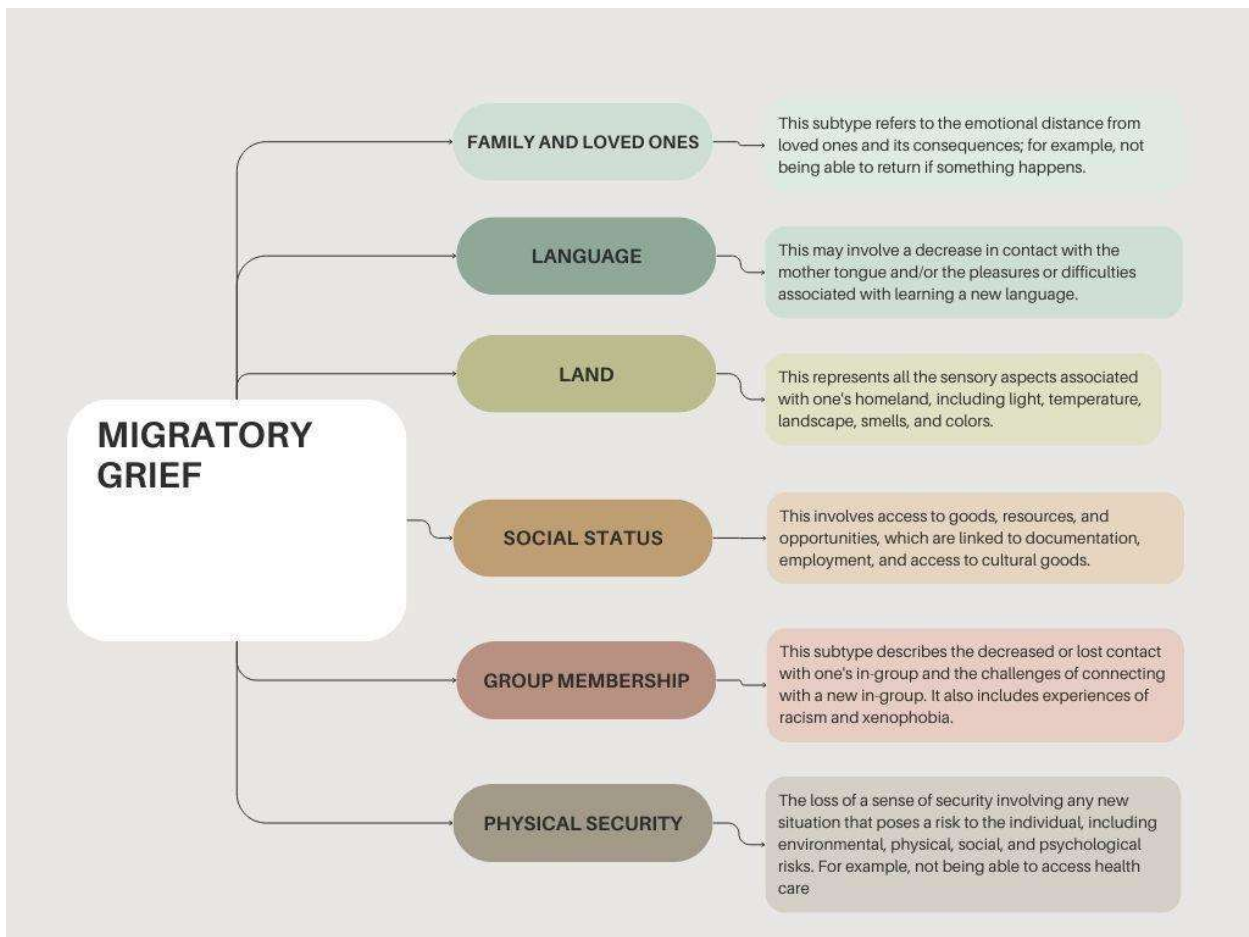 MIGRATORY
GRIEF
FAMILY AND LOVED ONES
This subtype refers to the emotional distance from
loved ones and its consequences; for example, not
being able to return if something happens.
LANGUAGE
This may involve a decrease in contact with the
mother tongue and/or the pleasures or difficulties
associated with learning a new language.
LAND
This represents all the sensory aspects associated
with one's homeland, including light, temperature,
landscape, smells, and colors.
SOCIAL STATUS
This involves access to goods, resources, and
opportunities, which are linked to documentation,
employment, and access to cultural goods.
GROUP MEMBERSHIP
This subtype describes the decreased or lost contact
with one's in-group and the challenges of connecting
with a new in-group. It also includes experiences of
racism and xenophobia.
PHYSICAL SECURITY
The loss of a sense of security involving any new
situation that poses a risk to the individual, including
environmental, physical, social, and psychological
risks. For example, not being able to access health
care